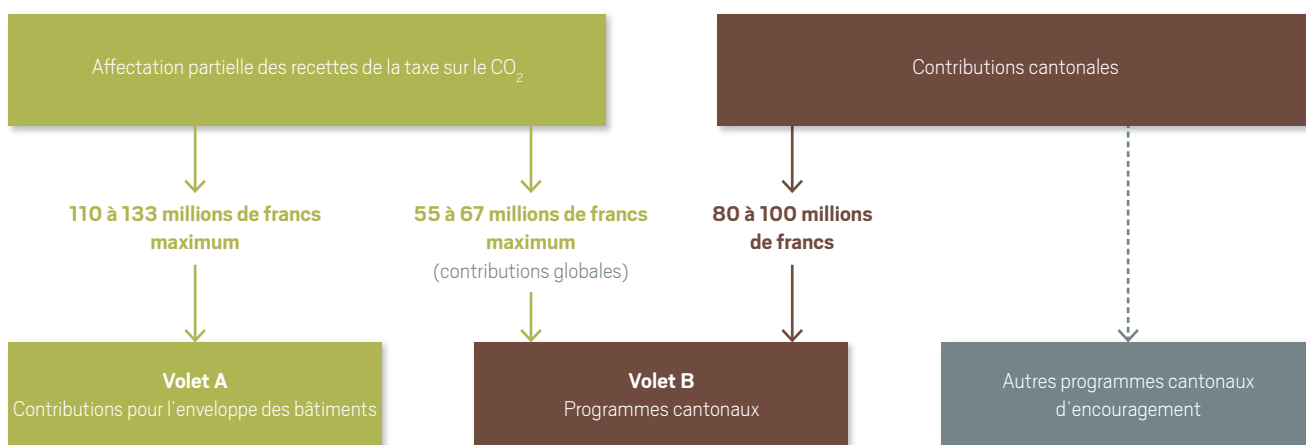 Affectation partielle des recettes de la taxe sur le CO₂
Contributions cantonales
110 à 133 millions de francs
maximum
55 à 67 millions de francs
maximum
(contributions globales)
80 à 100 millions
de francs
Volet A
Contributions pour l'enveloppe des bâtiments
Volet B
Programmes cantonaux
Autres programmes cantonaux
d'encouragement